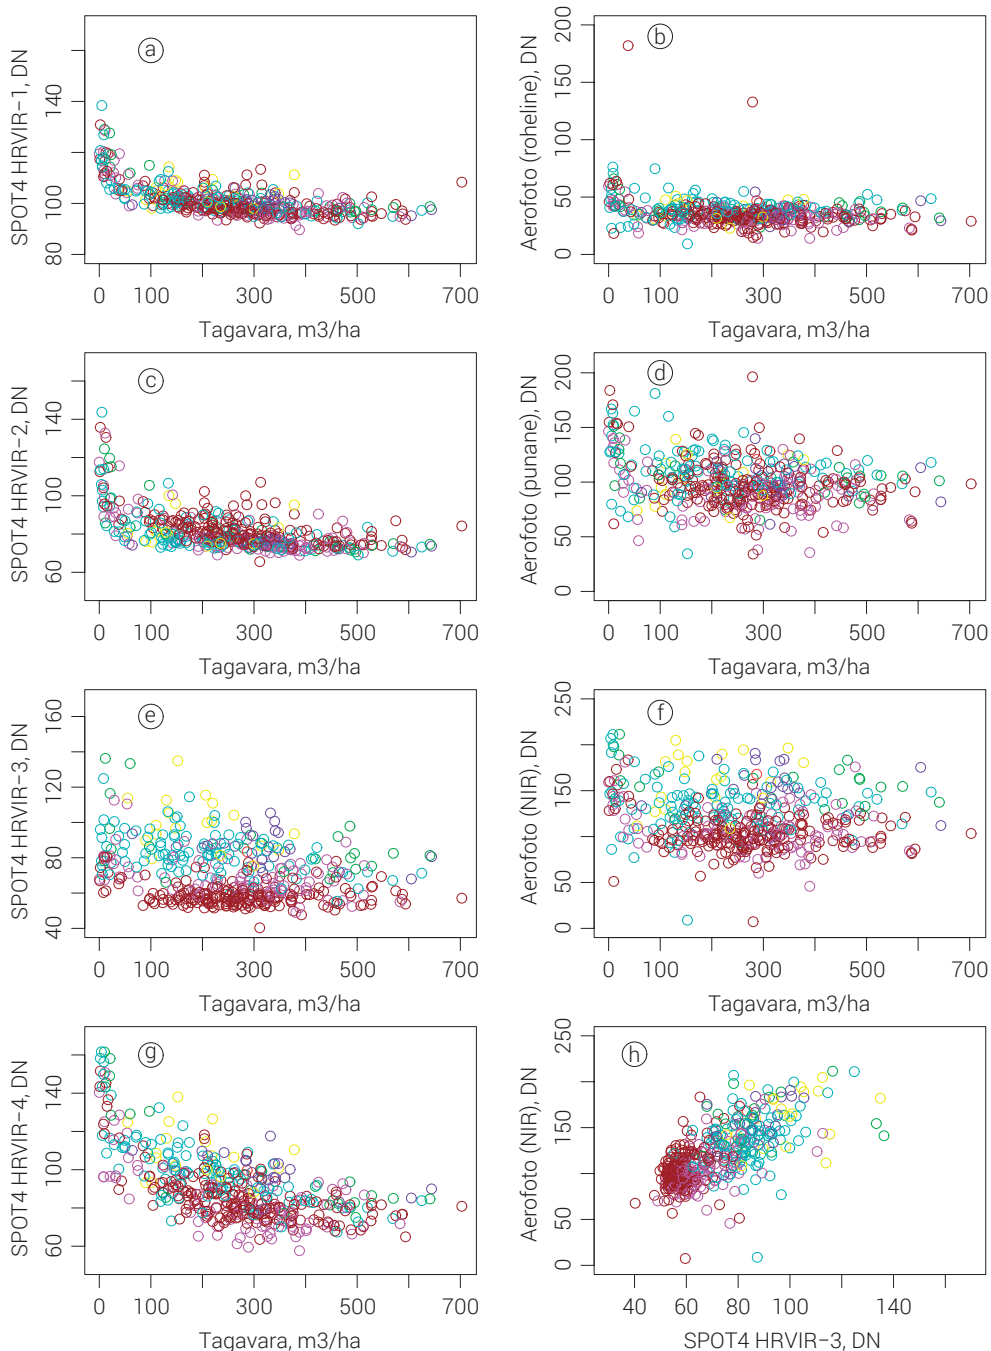 a
SPOT4 HRVIR−1, DN
80 100 140
0 100 300 500 700
Tagavara, m3/ha
b
Aerofoto (roheline), DN
0 50 100 150 200
0 100 300 500 700
Tagavara, m3/ha
c
SPOT4 HRVIR−2, DN
60 100 140
0 100 300 500 700
Tagavara, m3/ha
d
Aerofoto (punane), DN
0 50 100 150 200
0 100 300 500 700
Tagavara, m3/ha
e
SPOT4 HRVIR−3, DN
40 80 120 160
0 100 300 500 700
Tagavara, m3/ha
f
Aerofoto (NIR), DN
0 50 150 250
0 100 300 500 700
Tagavara, m3/ha
g
SPOT4 HRVIR−4, DN
60 100 140
0 100 300 500 700
Tagavara, m3/ha
h
Aerofoto (NIR), DN
0 50 100 150 250
40 60 80 100 140
SPOT4 HRVIR−3, DN